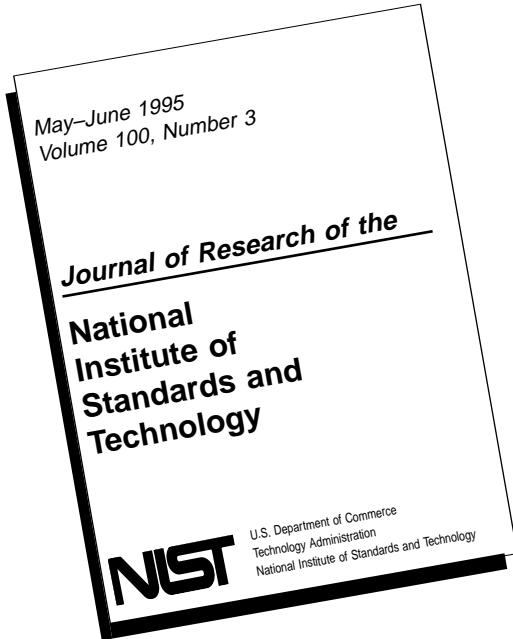 May–June 1995
Volume 100, Number 3
Journal of Research of the
National
Institute of
Standards and
Technology
NIST
U.S. Department of Commerce
Technology Administration
National Institute of Standards and Technology